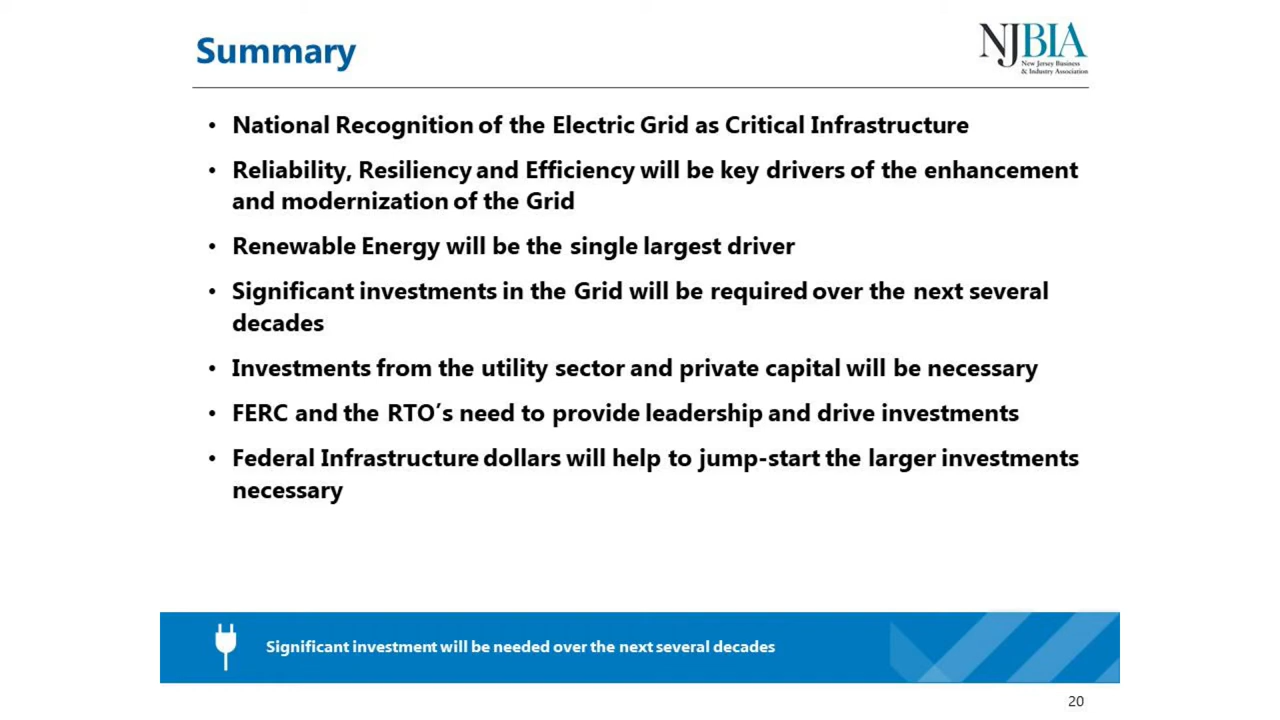 Summary
NJBIA
New Jersey Business
& Industry Association
• National Recognition of the Electric Grid as Critical Infrastructure
• Reliability, Resiliency and Efficiency will be key drivers of the enhancement
and modernization of the Grid
• Renewable Energy will be the single largest driver
• Significant investments in the Grid will be required over the next several
decades
• Investments from the utility sector and private capital will be necessary
• FERC and the RTO’s need to provide leadership and drive investments
• Federal Infrastructure dollars will help to jump-start the larger investments
necessary
Significant investment will be needed over the next several decades
20